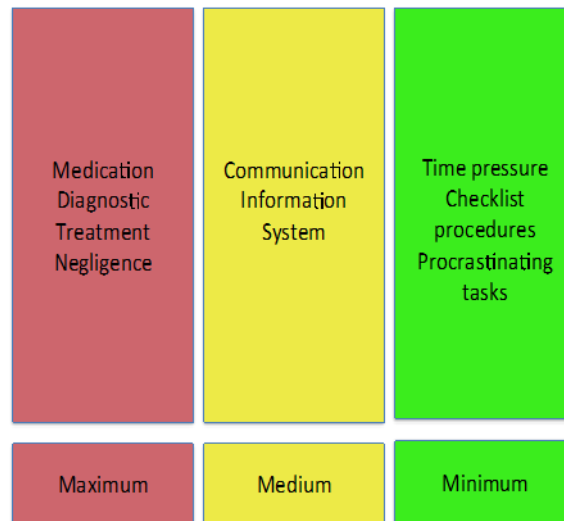 Medication
Diagnostic
Treatment
Negligence
Communication
Information
System
Time pressure
Checklist
procedures
Procrastinating
tasks
Maximum
Medium
Minimum